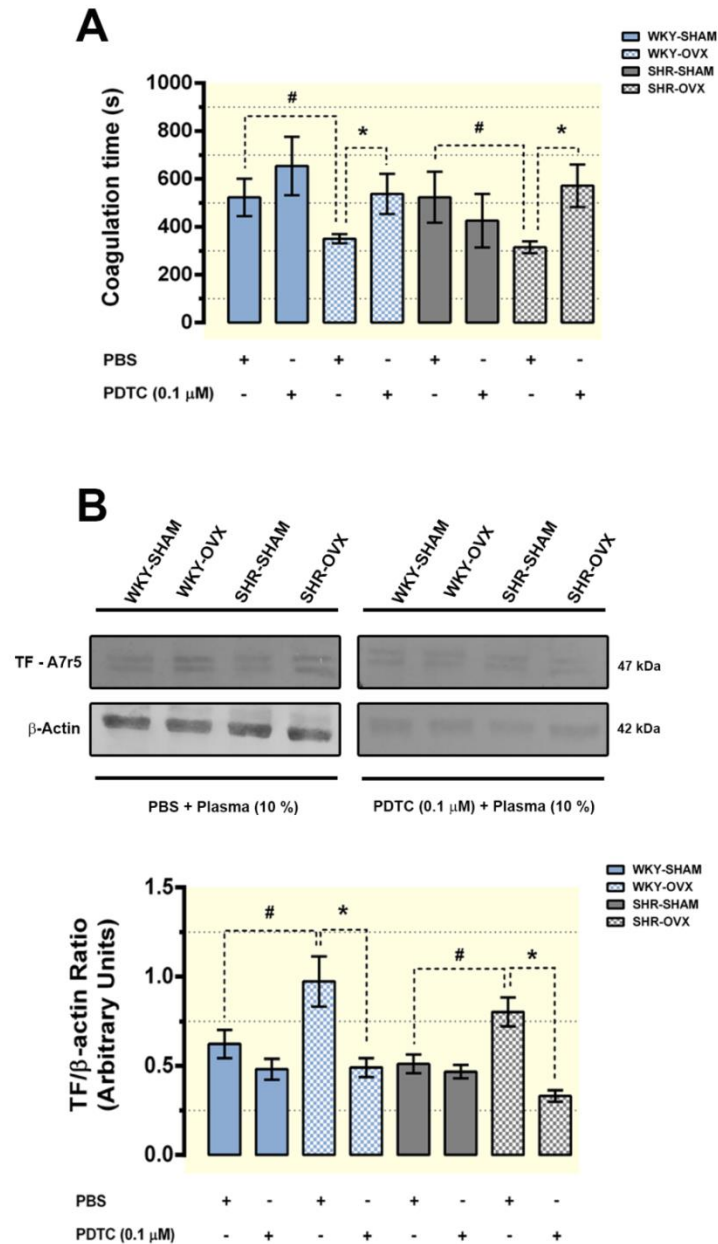 A
WKY-SHAM
WKY-OVX
SHR-SHAM
SHR-OVX
Coagulation time (s)
1000
800
600
400
200
0
# * # *
PBS + - + - + - + -
PDTC (0.1 μM) - + - + - + - +
B
WKY-SHAM WKY-OVX SHR-SHAM SHR-OVX WKY-SHAM WKY-OVX SHR-SHAM SHR-OVX
TF - A7r5 47 kDa
β-Actin 42 kDa
PBS + Plasma (10 %) PDTC (0.1 μM) + Plasma (10 %)
WKY-SHAM
WKY-OVX
SHR-SHAM
SHR-OVX
TF/β-actin Ratio
(Arbitrary Units)
1.5
1.0
0.5
0.0
# * # *
PBS + - + - + - + -
PDTC (0.1 μM) - + - + - + - +